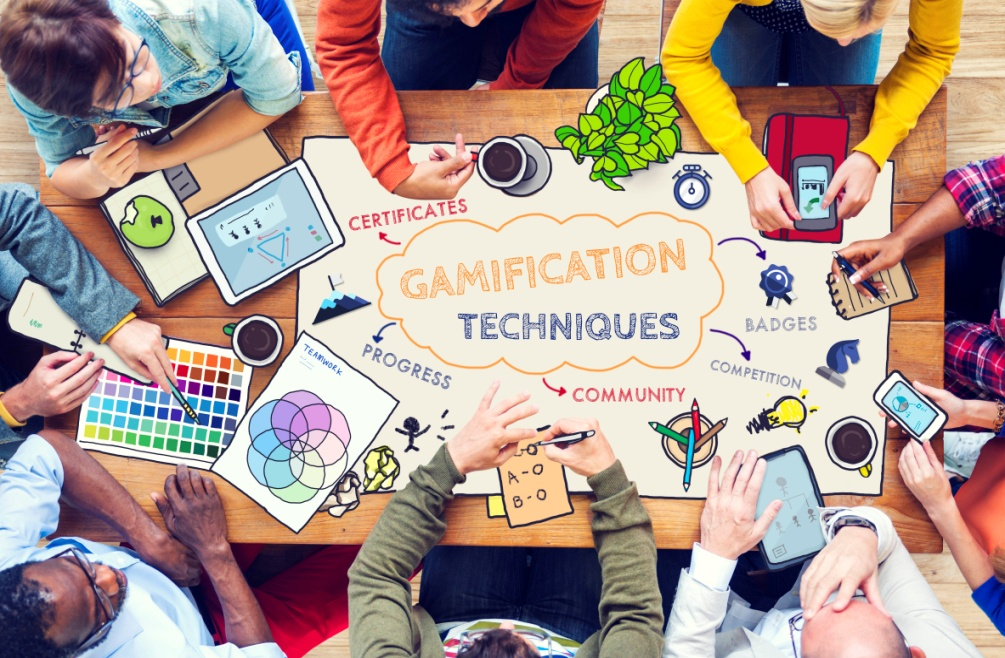 CERTIFICATES
GAMIFICATION
TECHNIQUES
BADGES
TEAMWORK
PROGRESS
COMPETITION
COMMUNITY
A-O
B-O